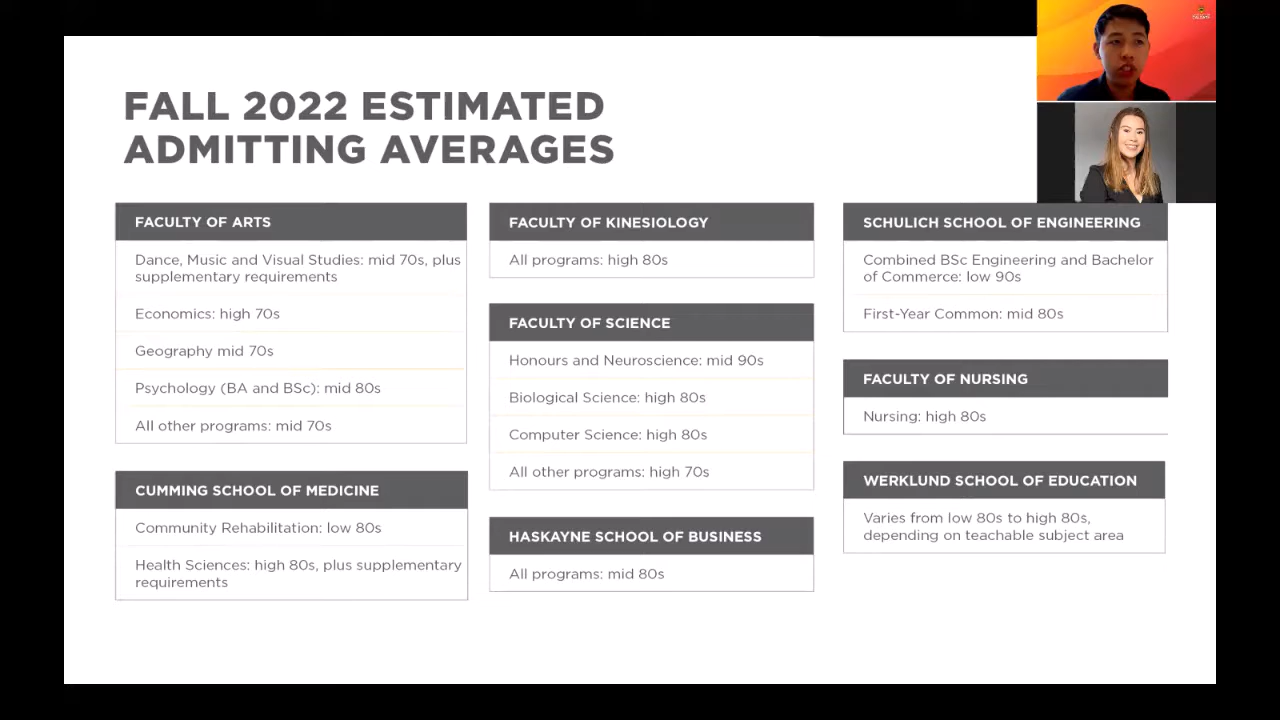 FALL 2022 ESTIMATED
ADMITTING AVERAGES
FACULTY OF ARTS
Dance, Music and Visual Studies: mid 70s, plus
supplementary requirements
Economics: high 70s
Geography mid 70s
Psychology (BA and BSc): mid 80s
All other programs: mid 70s
CUMMING SCHOOL OF MEDICINE
Community Rehabilitation: low 80s
Health Sciences: high 80s, plus supplementary
requirements
FACULTY OF KINESIOLOGY
All programs: high 80s
FACULTY OF SCIENCE
Honours and Neuroscience: mid 90s
Biological Science: high 80s
Computer Science: high 80s
All other programs: high 70s
HASKAYNE SCHOOL OF BUSINESS
All programs: mid 80s
SCHULICH SCHOOL OF ENGINEERING
Combined BSc Engineering and Bachelor
of Commerce: low 90s
First-Year Common: mid 80s
FACULTY OF NURSING
Nursing: high 80s
WERKLUND SCHOOL OF EDUCATION
Varies from low 80s to high 80s,
depending on teachable subject area